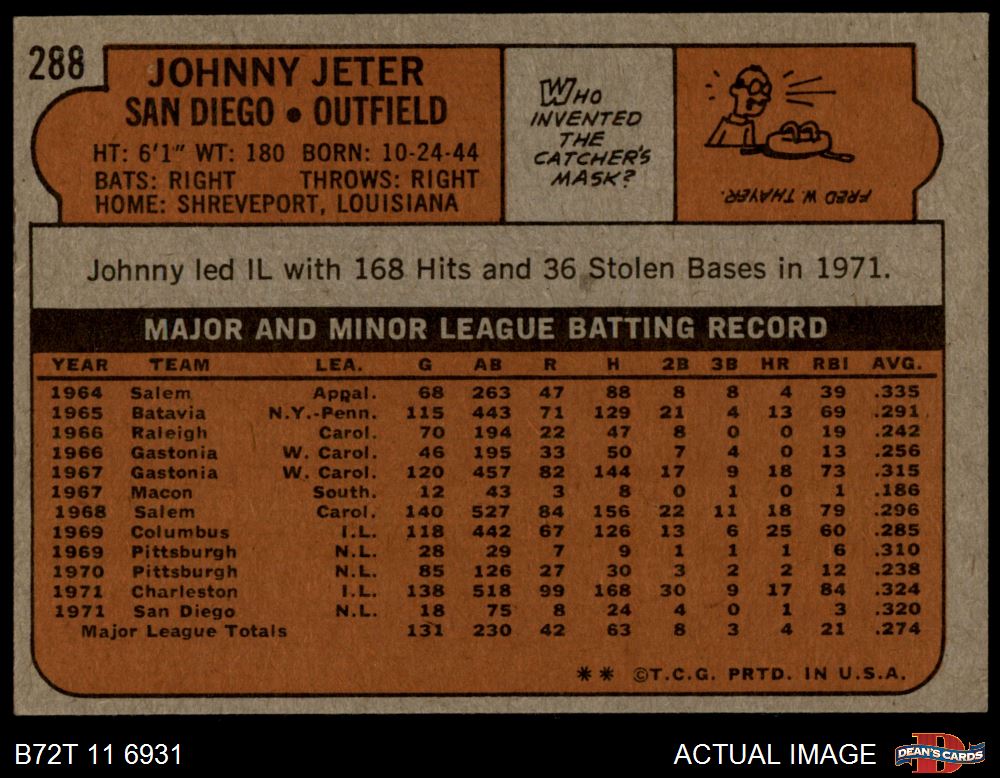 288
JOHNNY JETER
SAN DIEGO • OUTFIELD
HT: 6'1" WT: 180 BORN: 10-24-44
BATS: RIGHT THROWS: RIGHT
HOME: SHREVEPORT, LOUISIANA
WHO
INVENTED
THE
CATCHER'S
MASK?
FRED W. THAYER.
Johnny led IL with 168 Hits and 36 Stolen Bases in 1971.
MAJOR AND MINOR LEAGUE BATTING RECORD
YEAR TEAM LEA. G AB R H 2B 3B HR RBI AVG.
1964 Salem Appal. 68 263 47 88 8 8 4 39 .335
1965 Batavia N.Y.-Penn. 115 443 71 129 21 4 13 69 .291
1966 Raleigh Carol. 70 194 22 47 8 0 0 19 .242
1966 Gastonia W. Carol. 46 195 33 50 7 4 0 13 .256
1967 Gastonia W. Carol. 120 457 82 144 17 9 18 73 .315
1967 Macon South. 12 43 3 8 0 1 0 1 .186
1968 Salem Carol. 140 527 84 156 22 11 18 79 .296
1969 Columbus I.L. 118 442 67 126 13 6 25 60 .285
1969 Pittsburgh N.L. 28 29 7 9 1 1 1 6 .310
1970 Pittsburgh N.L. 85 126 27 30 3 2 2 12 .238
1971 Charleston I.L. 138 518 99 168 30 9 17 84 .324
1971 San Diego N.L. 18 75 8 24 4 0 1 3 .320
Major League Totals 131 230 42 63 8 3 4 21 .274
** ©T.C.G. PRTD. IN U.S.A.
B72T 11 6931
ACTUAL IMAGE
DEAN'S CARDS